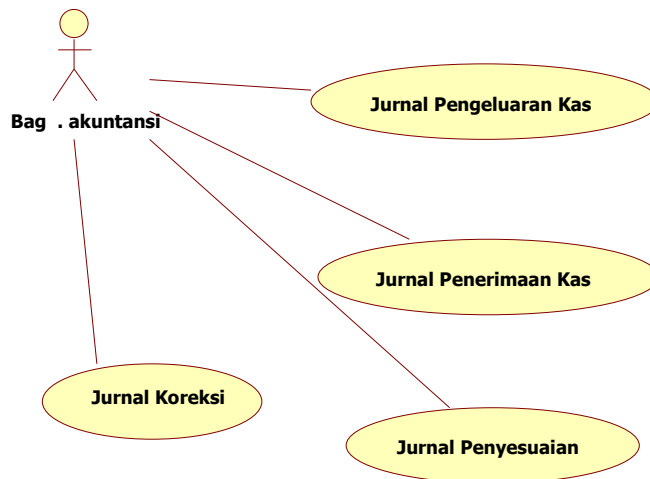 Jurnal Pengeluaran Kas
Bag . akuntansi
Jurnal Penerimaan Kas
Jurnal Koreksi
Jurnal Penyesuaian